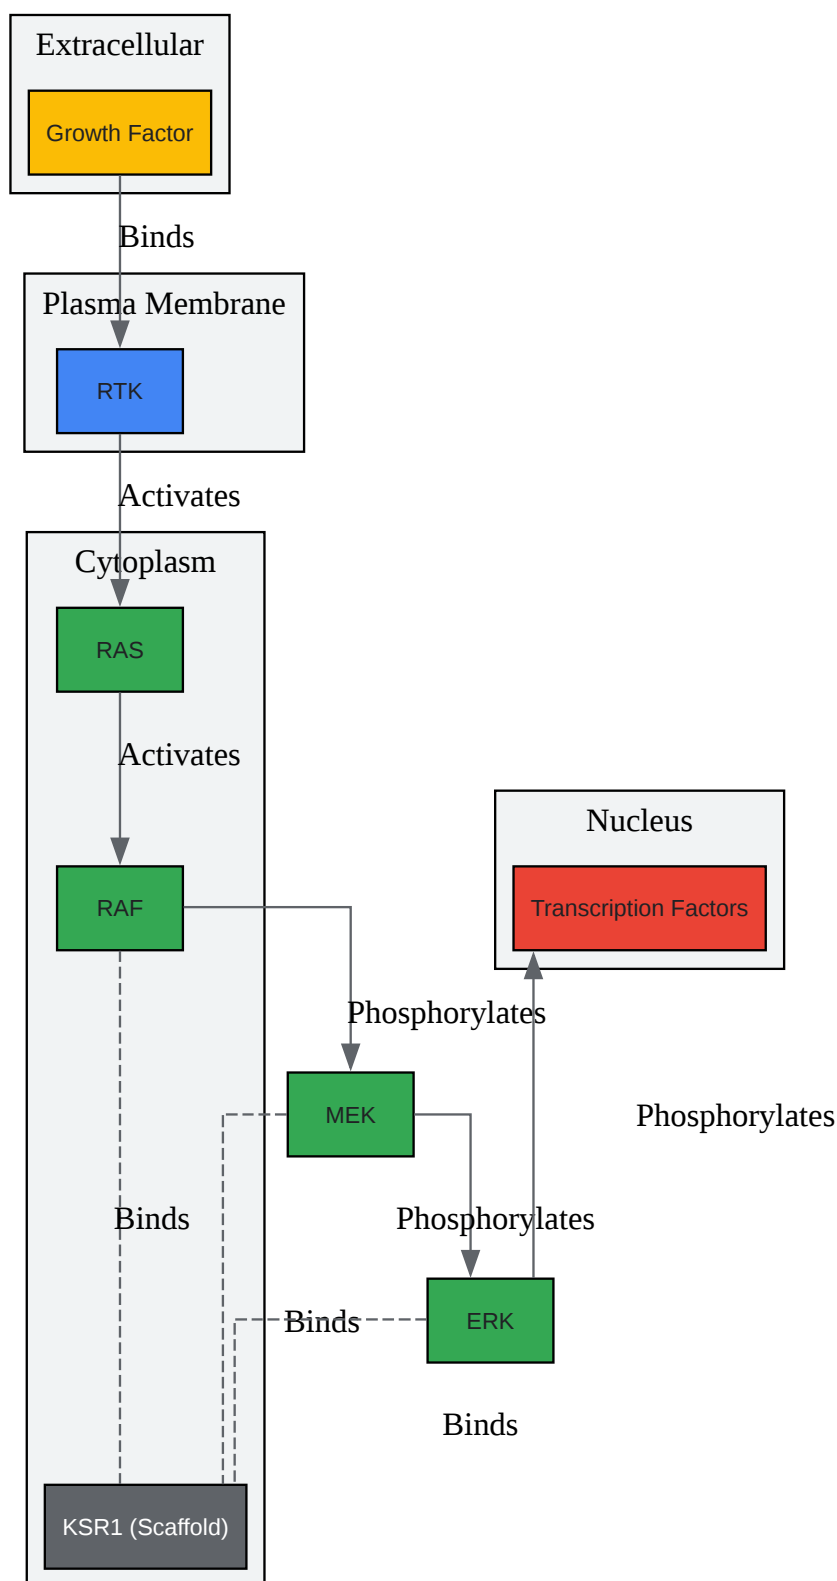 Extracellular
Growth Factor
Binds
Plasma Membrane
RTK
Activates
Cytoplasm
RAS
Activates
Nucleus
RAF
Transcription Factors
Phosphorylates
MEK
Phosphorylates
Binds
Phosphorylates
Binds
ERK
Binds
KSR1 (Scaffold)